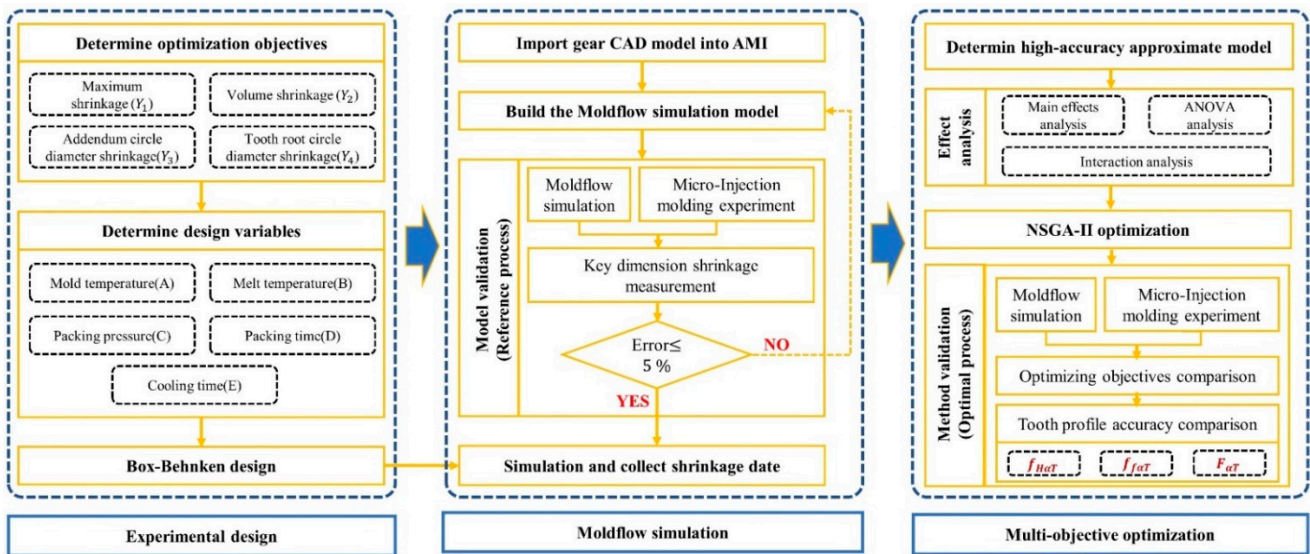 Determine optimization objectives
Maximum
shrinkage(Y₁)
Volume shrinkage(Y₂)
Addendum circle
diameter shrinkage(Y₃)
Tooth root circle
diameter shrinkage(Y₄)
Determine design variables
Mold temperature(A)
Melt temperature(B)
Packing pressure(C)
Packing time(D)
Cooling time(E)
Box-Behnken design
Experimental design
Import gear CAD model into AMI
Build the Moldflow simulation model
Model validation
(Reference process)
Moldflow
simulation
Micro-Injection
molding experiment
Key dimension shrinkage
measurement
Error≤
5 %
NO
YES
Simulation and collect shrinkage date
Moldflow simulation
Determin high-accuracy approximate model
Effect
analysis
Main effects
analysis
ANOVA
analysis
Interaction analysis
NSGA-II optimization
Method validation
(Optimal process)
Moldflow
simulation
Micro-Injection
molding experiment
Optimizing objectives comparison
Tooth profile accuracy comparison
f_HαT
f_fαT
F_αT
Multi-objective optimization